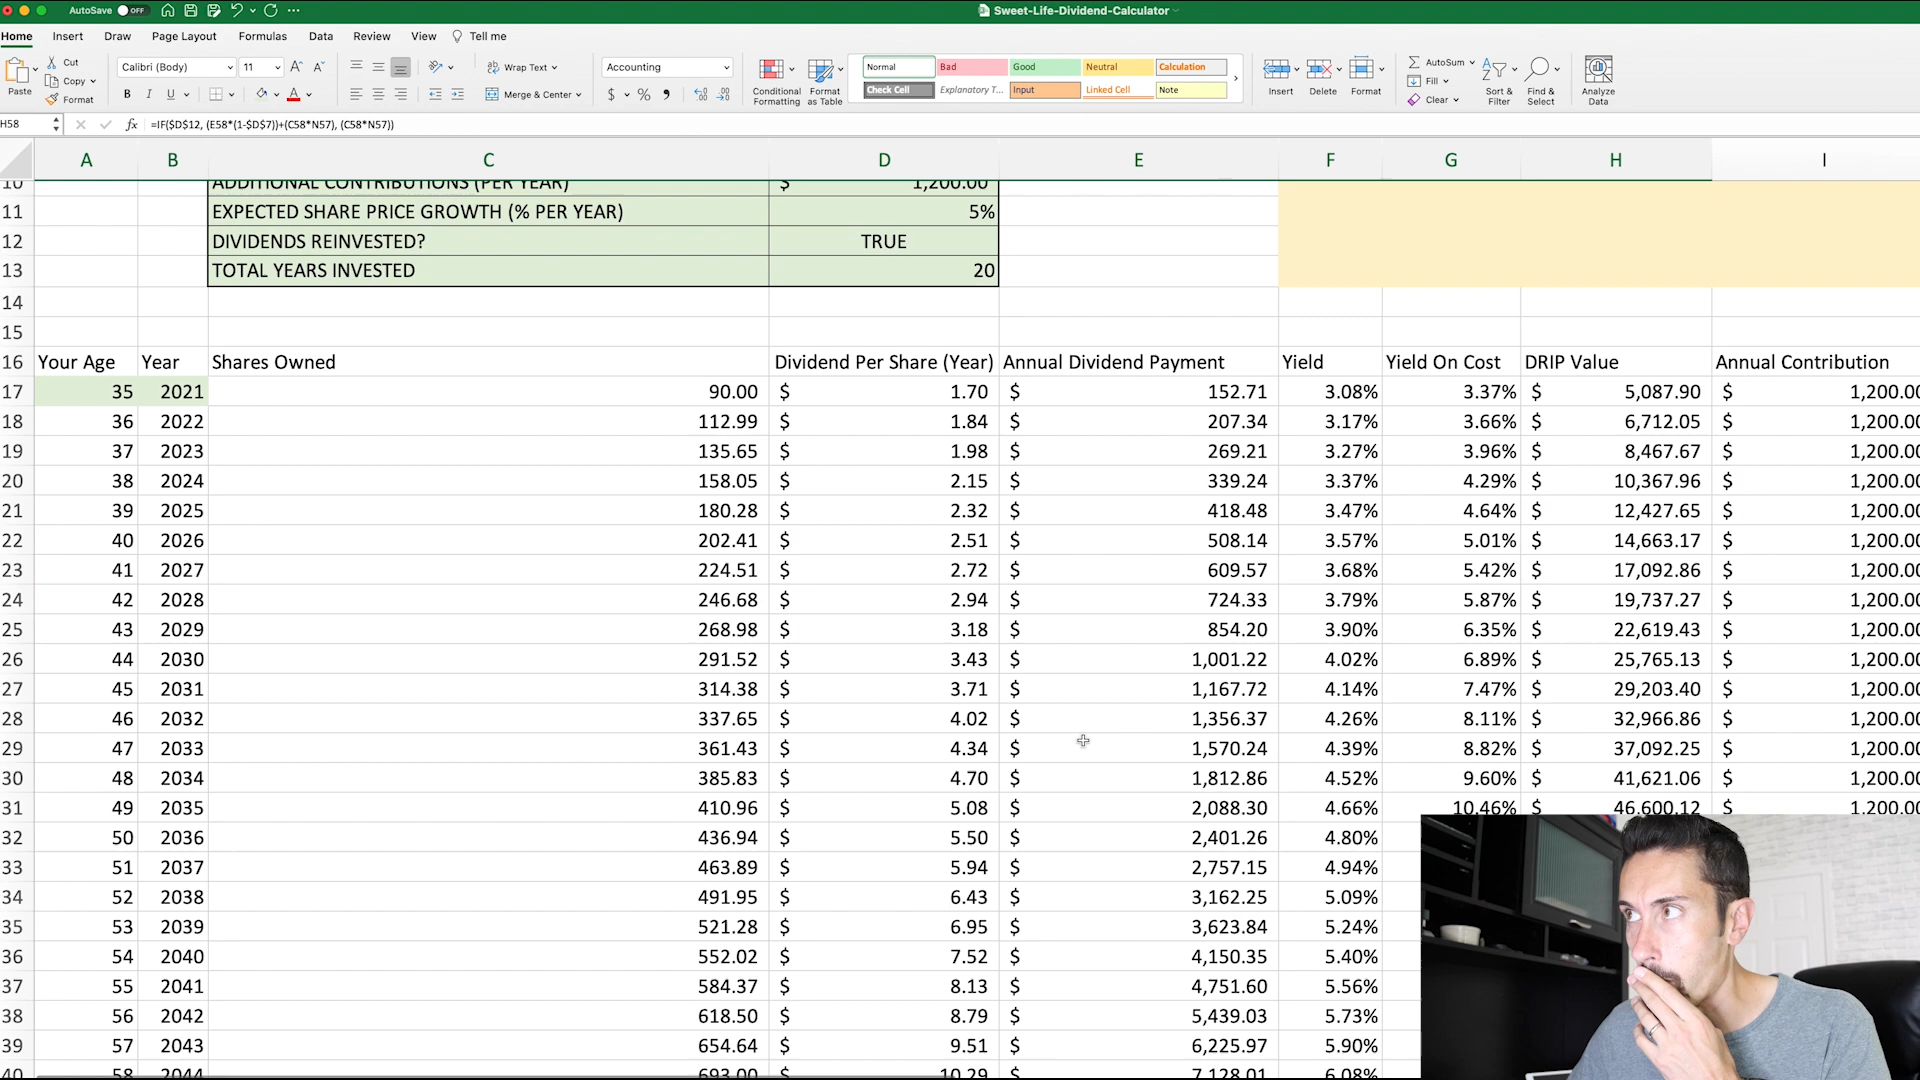 AutoSave OFF Sweet-Life-Dividend-Calculator
Home Insert Draw Page Layout Formulas Data Review View Tell me
Paste Cut Copy Format
Calibri (Body) 11 Wrap Text Accounting
B I U Merge & Center $ %
Conditional Formatting Format as Table
Normal Bad Good Neutral Calculation
Check Cell Explanatory T... Input Linked Cell Note
Insert Delete Format
AutoSum Fill Clear
Sort & Filter Find & Select Analyze Data
H58 fx =IF($D$12, (E58*(1-$D$7))+(C58*N57), (C58*N57))
A B C D E F G H I
10 ADDITIONAL CONTRIBUTIONS (PER YEAR) $ 1,200.00
11 EXPECTED SHARE PRICE GROWTH (% PER YEAR) 5%
12 DIVIDENDS REINVESTED? TRUE
13 TOTAL YEARS INVESTED 20
14
15
16 Your Age Year Shares Owned Dividend Per Share (Year) Annual Dividend Payment Yield Yield On Cost DRIP Value Annual Contribution
17 35 2021 90.00 $ 1.70 $ 152.71 3.08% 3.37% $ 5,087.90 $ 1,200.00
18 36 2022 112.99 $ 1.84 $ 207.34 3.17% 3.66% $ 6,712.05 $ 1,200.00
19 37 2023 135.65 $ 1.98 $ 269.21 3.27% 3.96% $ 8,467.67 $ 1,200.00
20 38 2024 158.05 $ 2.15 $ 339.24 3.37% 4.29% $ 10,367.96 $ 1,200.00
21 39 2025 180.28 $ 2.32 $ 418.48 3.47% 4.64% $ 12,427.65 $ 1,200.00
22 40 2026 202.41 $ 2.51 $ 508.14 3.57% 5.01% $ 14,663.17 $ 1,200.00
23 41 2027 224.51 $ 2.72 $ 609.57 3.68% 5.42% $ 17,092.86 $ 1,200.00
24 42 2028 246.68 $ 2.94 $ 724.33 3.79% 5.87% $ 19,737.27 $ 1,200.00
25 43 2029 268.98 $ 3.18 $ 854.20 3.90% 6.35% $ 22,619.43 $ 1,200.00
26 44 2030 291.52 $ 3.43 $ 1,001.22 4.02% 6.89% $ 25,765.13 $ 1,200.00
27 45 2031 314.38 $ 3.71 $ 1,167.72 4.14% 7.47% $ 29,203.40 $ 1,200.00
28 46 2032 337.65 $ 4.02 $ 1,356.37 4.26% 8.11% $ 32,966.86 $ 1,200.00
29 47 2033 361.43 $ 4.34 $ 1,570.24 4.39% 8.82% $ 37,092.25 $ 1,200.00
30 48 2034 385.83 $ 4.70 $ 1,812.86 4.52% 9.60% $ 41,621.06 $ 1,200.00
31 49 2035 410.96 $ 5.08 $ 2,088.30 4.66% 10.46% $ 46,600.12 $ 1,200.00
32 50 2036 436.94 $ 5.50 $ 2,401.26 4.80%
33 51 2037 463.89 $ 5.94 $ 2,757.15 4.94%
34 52 2038 491.95 $ 6.43 $ 3,162.25 5.09%
35 53 2039 521.28 $ 6.95 $ 3,623.84 5.24%
36 54 2040 552.02 $ 7.52 $ 4,150.35 5.40%
37 55 2041 584.37 $ 8.13 $ 4,751.60 5.56%
38 56 2042 618.50 $ 8.79 $ 5,439.03 5.73%
39 57 2043 654.64 $ 9.51 $ 6,225.97 5.90%
40 58 2044 693.00 $ 10.29 $ 7,128.01 6.08%